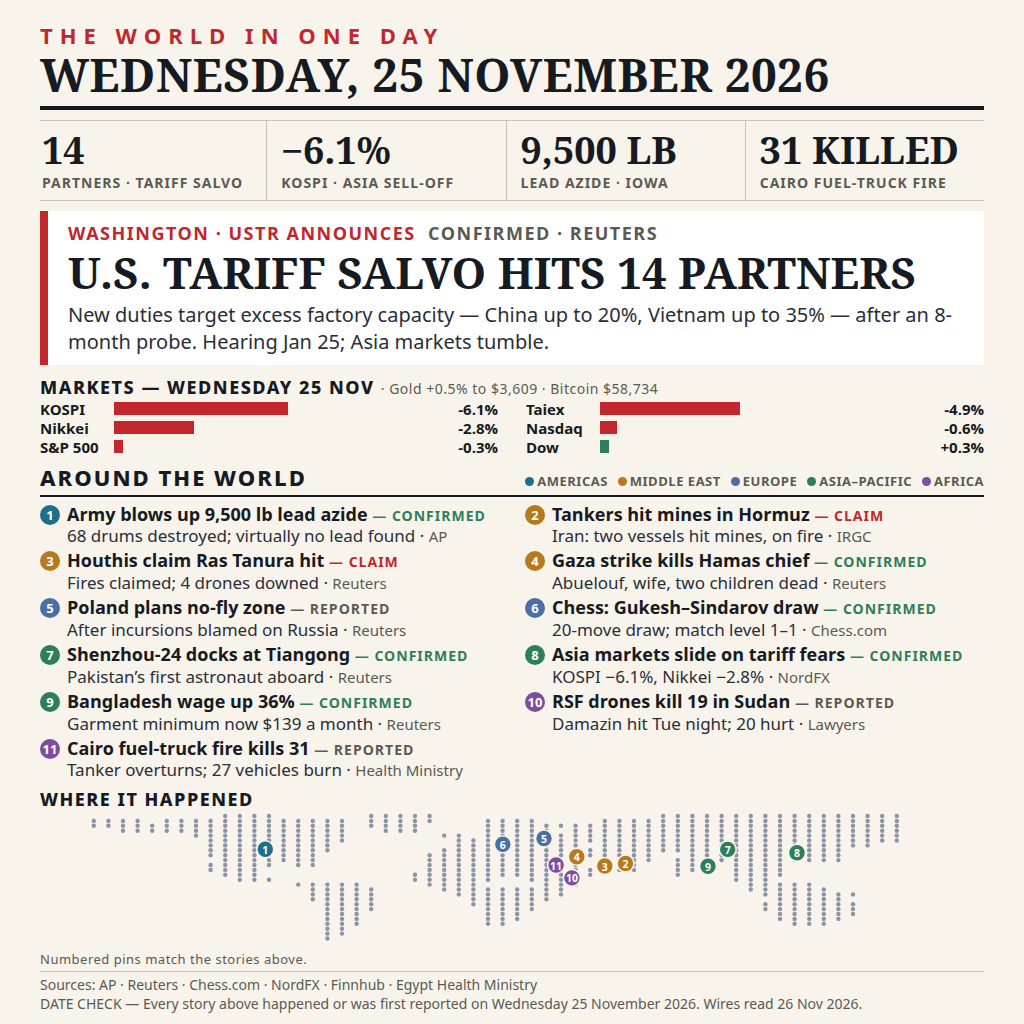 THE WORLD IN ONE DAY
WEDNESDAY, 25 NOVEMBER 2026
14
PARTNERS · TARIFF SALVO
−6.1%
KOSPI · ASIA SELL-OFF
9,500 LB
LEAD AZIDE · IOWA
31 KILLED
CAIRO FUEL-TRUCK FIRE
WASHINGTON · USTR ANNOUNCES CONFIRMED · REUTERS
U.S. TARIFF SALVO HITS 14 PARTNERS
New duties target excess factory capacity — China up to 20%, Vietnam up to 35% — after an 8-
month probe. Hearing Jan 25; Asia markets tumble.
MARKETS — WEDNESDAY 25 NOV · Gold +0.5% to $3,609 · Bitcoin $58,734
KOSPI -6.1%
Taiex -4.9%
Nikkei -2.8%
Nasdaq -0.6%
S&P 500 -0.3%
Dow +0.3%
AROUND THE WORLD
AMERICAS MIDDLE EAST EUROPE ASIA–PACIFIC AFRICA
1 Army blows up 9,500 lb lead azide — CONFIRMED
68 drums destroyed; virtually no lead found · AP
2 Tankers hit mines in Hormuz — CLAIM
Iran: two vessels hit mines, on fire · IRGC
3 Houthis claim Ras Tanura hit — CLAIM
Fires claimed; 4 drones downed · Reuters
4 Gaza strike kills Hamas chief — CONFIRMED
Abuelouf, wife, two children dead · Reuters
5 Poland plans no-fly zone — REPORTED
After incursions blamed on Russia · Reuters
6 Chess: Gukesh–Sindarov draw — CONFIRMED
20-move draw; match level 1–1 · Chess.com
7 Shenzhou-24 docks at Tiangong — CONFIRMED
Pakistan's first astronaut aboard · Reuters
8 Asia markets slide on tariff fears — CONFIRMED
KOSPI −6.1%, Nikkei −2.8% · NordFX
9 Bangladesh wage up 36% — CONFIRMED
Garment minimum now $139 a month · Reuters
10 RSF drones kill 19 in Sudan — REPORTED
Damazin hit Tue night; 20 hurt · Lawyers
11 Cairo fuel-truck fire kills 31 — REPORTED
Tanker overturns; 27 vehicles burn · Health Ministry
WHERE IT HAPPENED
1
6
5
11
4
10
3
2
9
7
8
Numbered pins match the stories above.
Sources: AP · Reuters · Chess.com · NordFX · Finnhub · Egypt Health Ministry
DATE CHECK — Every story above happened or was first reported on Wednesday 25 November 2026. Wires read 26 Nov 2026.